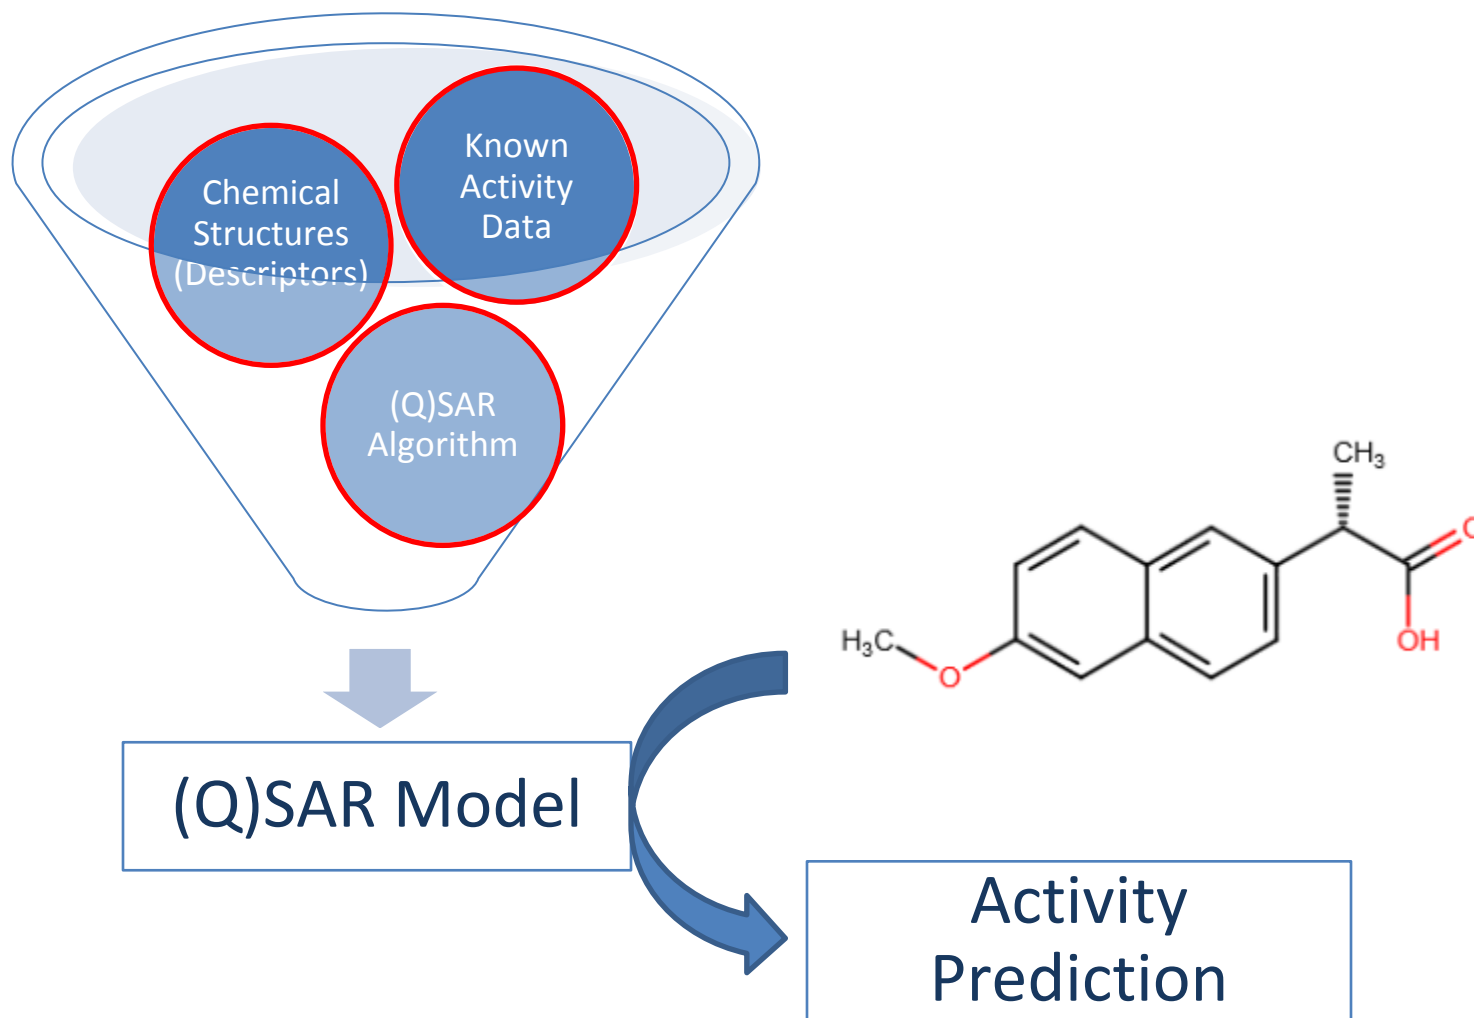 Known
Activity
Data
Chemical
Structures
(Descriptors)
(Q)SAR
Algorithm
CH₃
O
OH
H₃C
O
(Q)SAR Model
Activity
Prediction